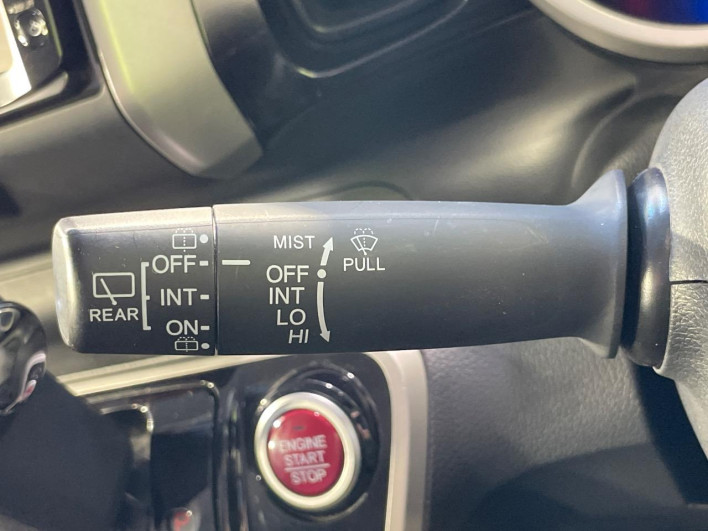 OFF
INT
ON
REAR
MIST
OFF
INT
LO
HI
PULL
ENGINE
START
STOP